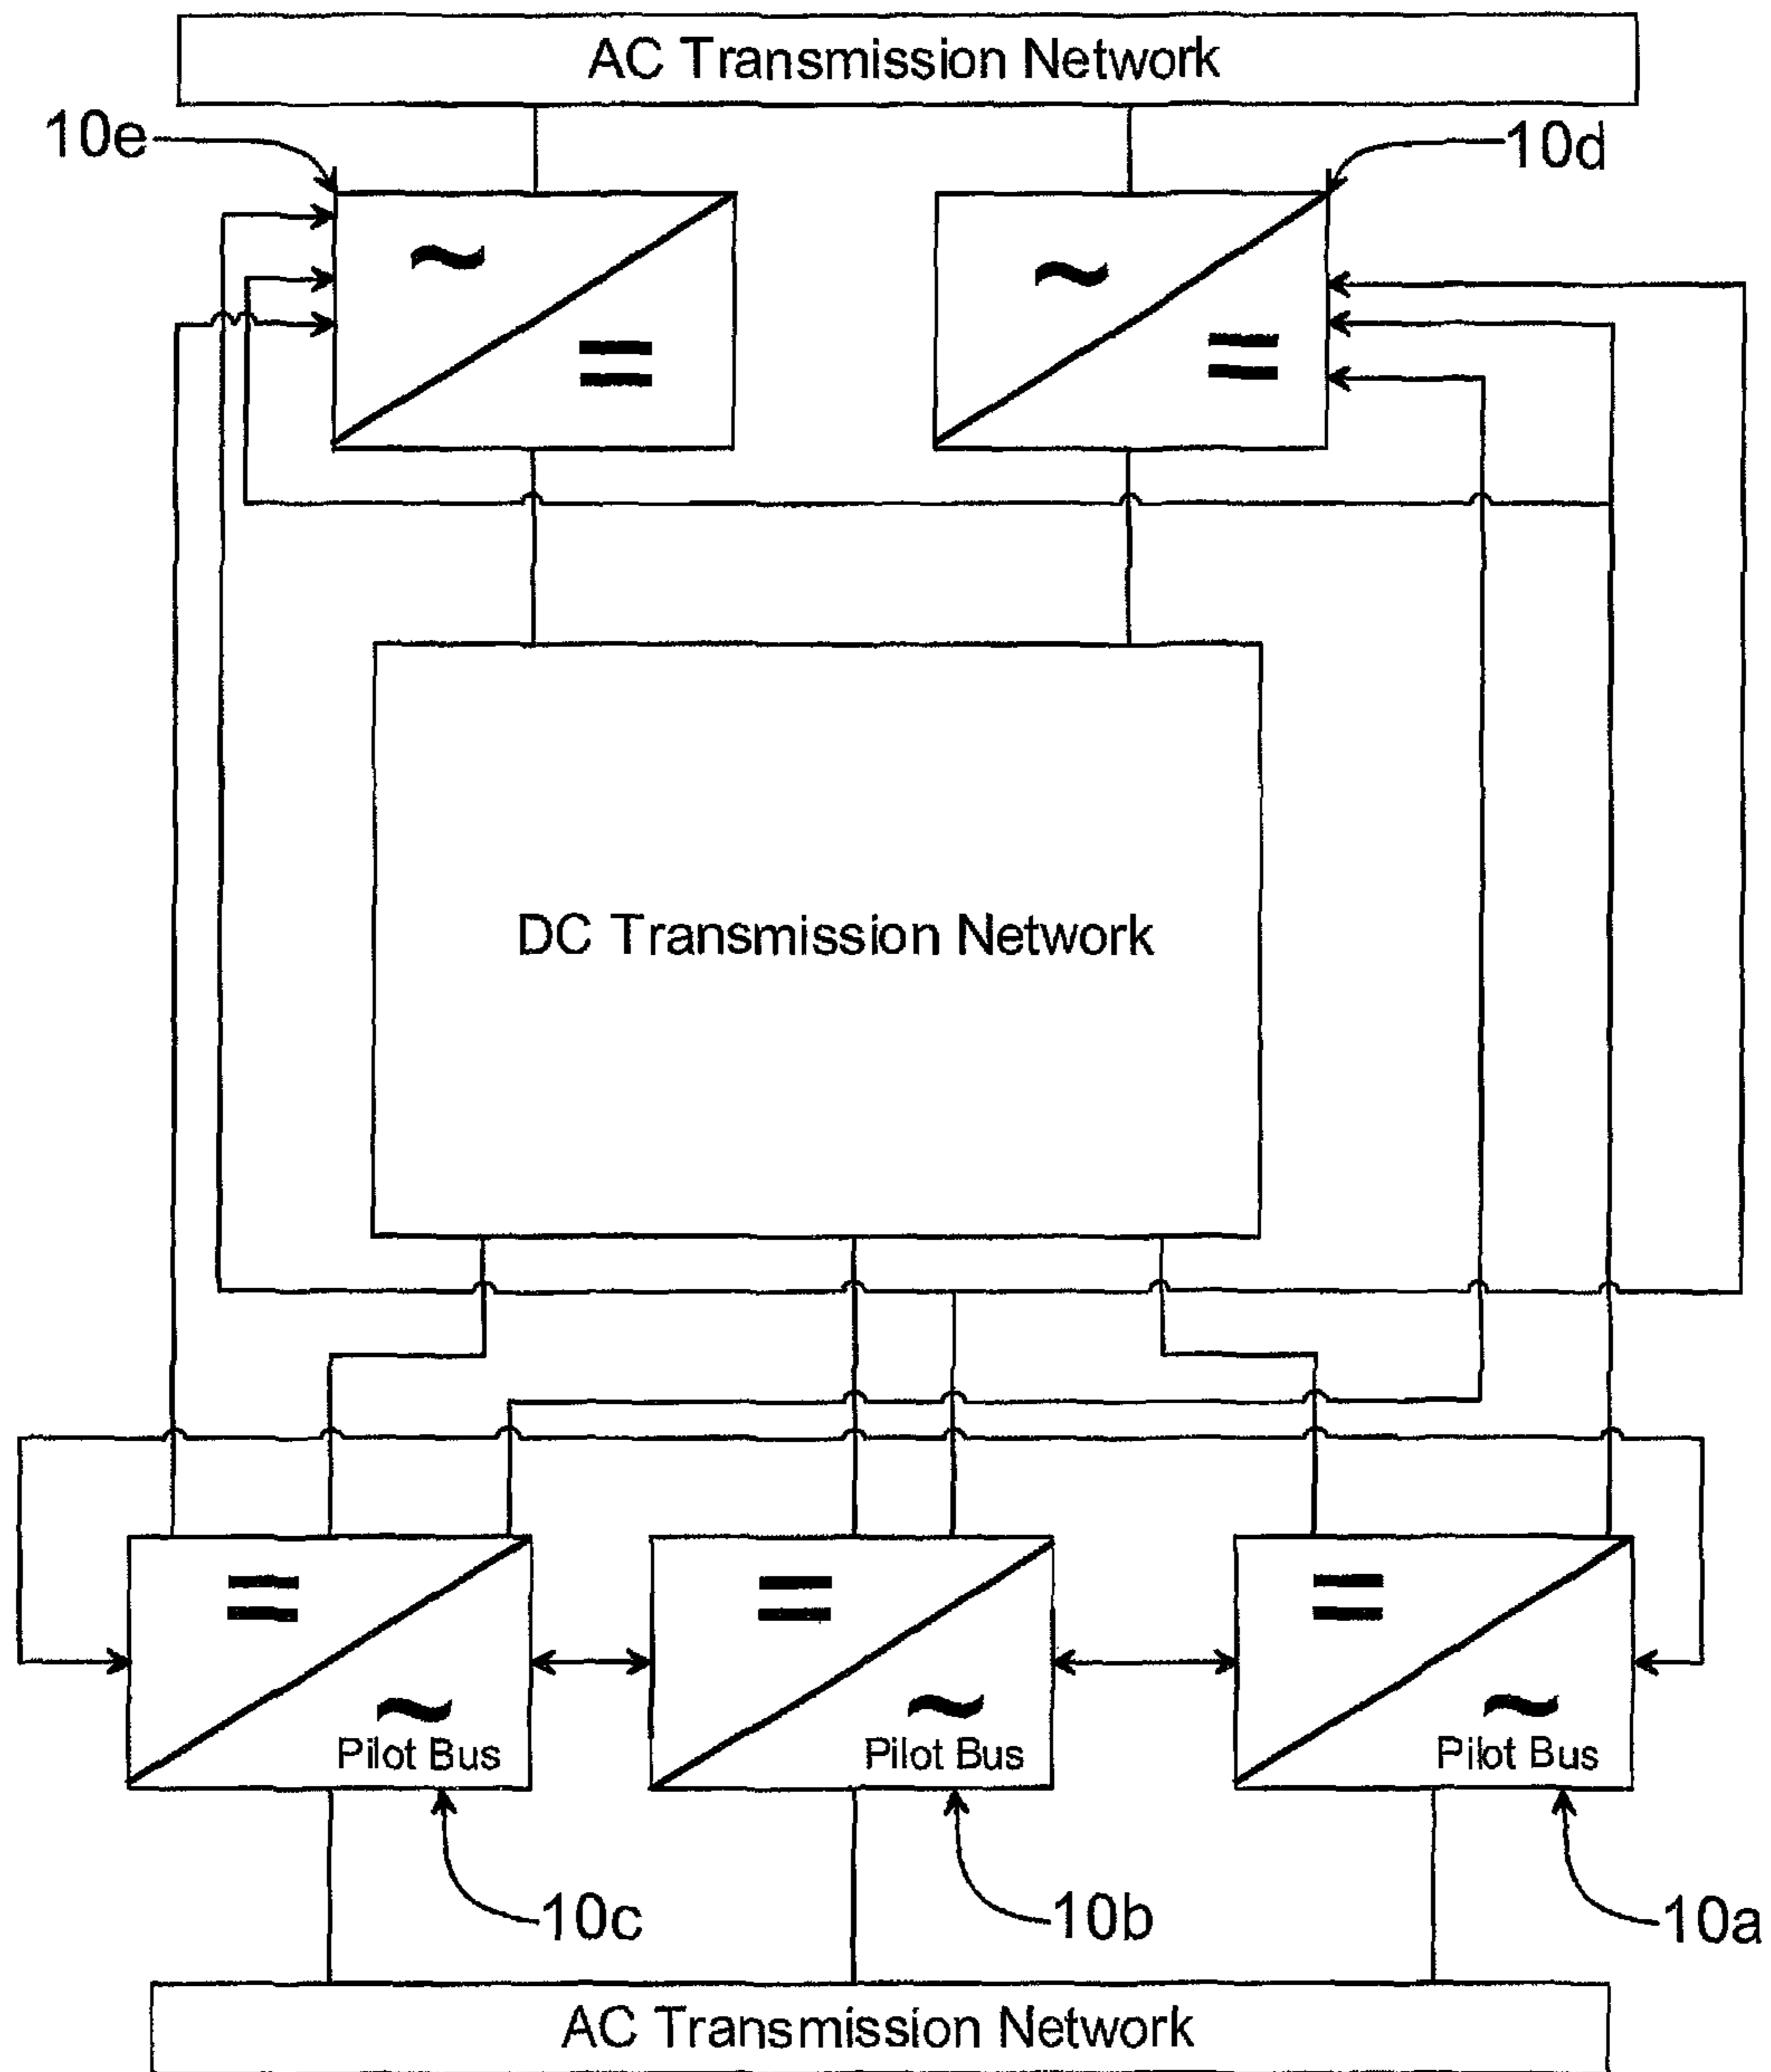 AC Transmission Network
10e
10d
DC Transmission Network
Pilot Bus
Pilot Bus
Pilot Bus
10c
10b
10a
AC Transmission Network